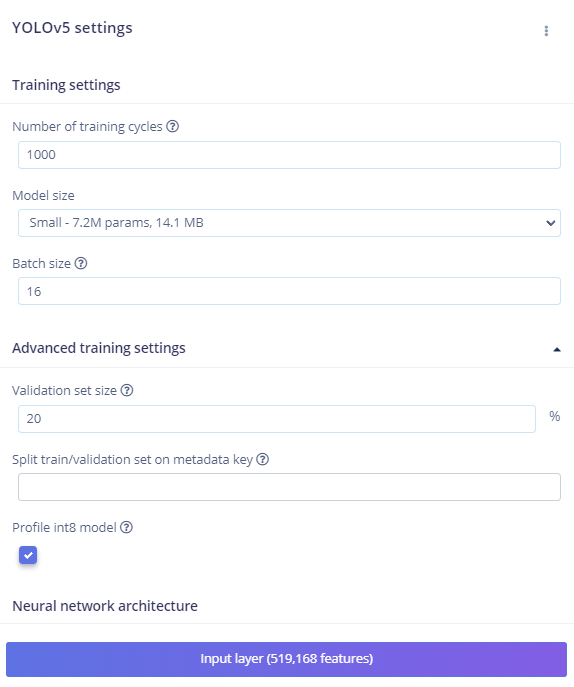 YOLOv5 settings
Training settings
Number of training cycles
1000
Model size
Small - 7.2M params, 14.1 MB
Batch size
16
Advanced training settings
Validation set size
20
%
Split train/validation set on metadata key
Profile int8 model
Neural network architecture
Input layer (519,168 features)